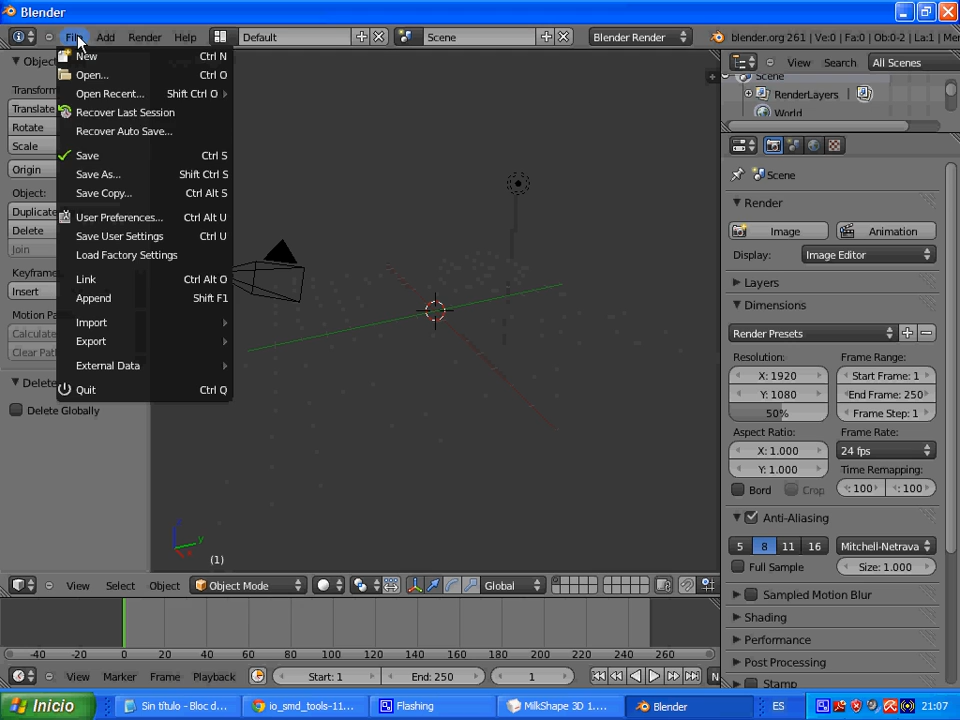 Blender
File Add Render Help Default Scene Blender Render blender.org 261 | Ve:0 | Fa:0 | Ob:0-2 | La:1 | Mer
New Ctrl N
Open... Ctrl O
Open Recent... Shift Ctrl O
Recover Last Session
Recover Auto Save...
Save Ctrl S
Save As... Shift Ctrl S
Save Copy... Ctrl Alt S
User Preferences... Ctrl Alt U
Save User Settings Ctrl U
Load Factory Settings
Link Ctrl Alt O
Append Shift F1
Import
Export
External Data
Quit Ctrl Q
Object
Transform
Translate
Rotate
Scale
Origin
Object:
Duplicate
Delete
Join
Keyframe
Insert
Motion Pa
Calculate
Clear Pat
Delete
Delete Globally
z
y
x
(1)
View Select Object Object Mode Global
-40 -20 0 20 40 60 80 100 120 140 160 180 200 220 240 260
View Marker Frame Playback Start: 1 End: 250 1 N
View Search All Scenes
Scene
RenderLayers
World
Scene
Render
Image Animation
Display: Image Editor
Layers
Dimensions
Render Presets
Resolution: Frame Range:
X: 1920 Start Frame: 1
Y: 1080 End Frame: 250
50% Frame Step: 1
Aspect Ratio: Frame Rate:
X: 1.000 24 fps
Y: 1.000 Time Remapping:
Bord Crop : 100 : 100
Anti-Aliasing
5 8 11 16 Mitchell-Netrava
Full Sample Size: 1.000
Sampled Motion Blur
Shading
Performance
Post Processing
Stamp
Inicio Sin título - Bloc d... io_smd_tools-11... Flashing MilkShape 3D 1.... Blender ES 21:07